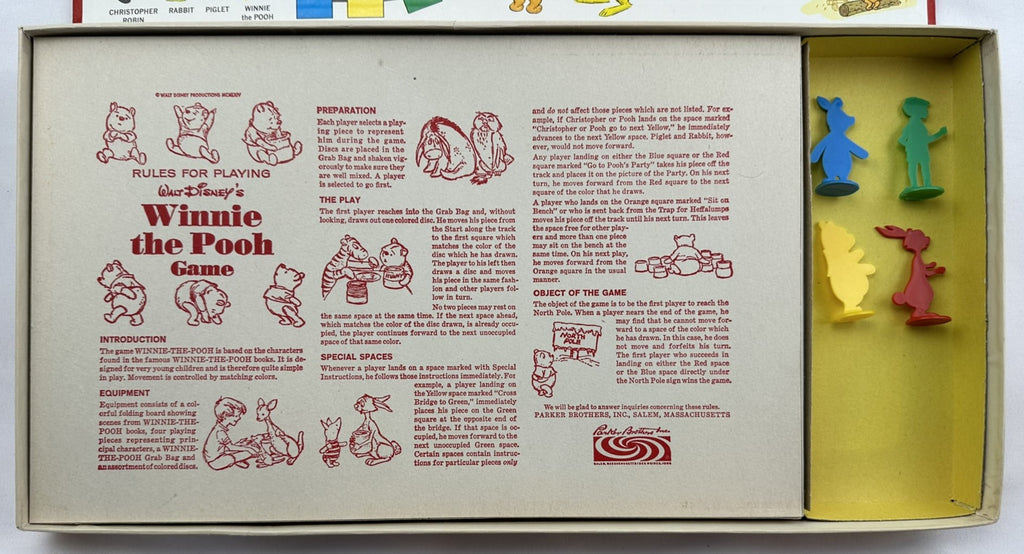 CHRISTOPHER
ROBIN
RABBIT
PIGLET
WINNIE
the POOH
© WALT DISNEY PRODUCTIONS MCMLXIV
RULES FOR PLAYING
Walt Disney's
Winnie
the Pooh
Game
INTRODUCTION
The game WINNIE-THE-POOH is based on the characters
found in the famous WINNIE-THE-POOH books. It is de-
signed for very young children and is therefore quite simple
in play. Movement is controlled by matching colors.
EQUIPMENT
Equipment consists of a col-
orful folding board showing
scenes from WINNIE-THE-
POOH books, four playing
pieces representing prin-
cipal characters, a WINNIE-
THE-POOH Grab Bag and
an assortment of colored discs.
PREPARATION
Each player selects a play-
ing piece to represent
him during the game.
Discs are placed in the
Grab Bag and shaken vig-
orously to make sure they
are well mixed. A player
is selected to go first.
THE PLAY
The first player reaches into the Grab Bag and, without
looking, draws out one colored disc. He moves his piece from
the Start along the track
to the first square which
matches the color of the
disc which he has drawn.
The player to his left then
draws a disc and moves
his piece in the same fash-
ion and other players fol-
low in turn.
No two pieces may rest on
the same space at the same time. If the next space ahead,
which matches the color of the disc drawn, is already occu-
pied, the player continues forward to the next unoccupied
space of that same color.
SPECIAL SPACES
Whenever a player lands on a space marked with Special
Instructions, he follows those instructions immediately. For
example, a player landing on
the Yellow space marked "Cross
Bridge to Green," immediately
places his piece on the Green
square at the opposite end of
the bridge. If that space is oc-
cupied, he moves forward to the
next unoccupied Green space.
Certain spaces contain instruc-
tions for particular pieces only
and do not affect those pieces which are not listed. For ex-
ample, if Christopher or Pooh lands on the space marked
"Christopher or Pooh go to next Yellow," he immediately
advances to the next Yellow space. Piglet and Rabbit, how-
ever, would not move forward.
Any player landing on either the Blue square or the Red
square marked "Go to Pooh's Party" takes his piece off the
track and places it on the picture of the Party. On his next
turn, he moves forward from the Red square to the next
square of the color that he draws.
A player who lands on the Orange square marked "Sit on
Bench" or who is sent back from the Trap for Heffalumps
moves his piece off the track until his next turn. This leaves
the space free for other play-
ers and more than one piece
may sit on the bench at the
same time. On his next play,
he moves forward from the
Orange square in the usual
manner.
OBJECT OF THE GAME
The object of the game is to be the first player to reach the
North Pole. When a player nears the end of the game, he
may find that he cannot move for-
ward to a space of the color which
he has drawn. In this case, he does
not move and forfeits his turn.
The first player who succeeds in
landing on either the Red space
or the Blue space directly under
the North Pole sign wins the game.
NORTH
POLE
We will be glad to answer inquiries concerning these rules.
PARKER BROTHERS, INC., SALEM, MASSACHUSETTS
Parker Brothers Inc.